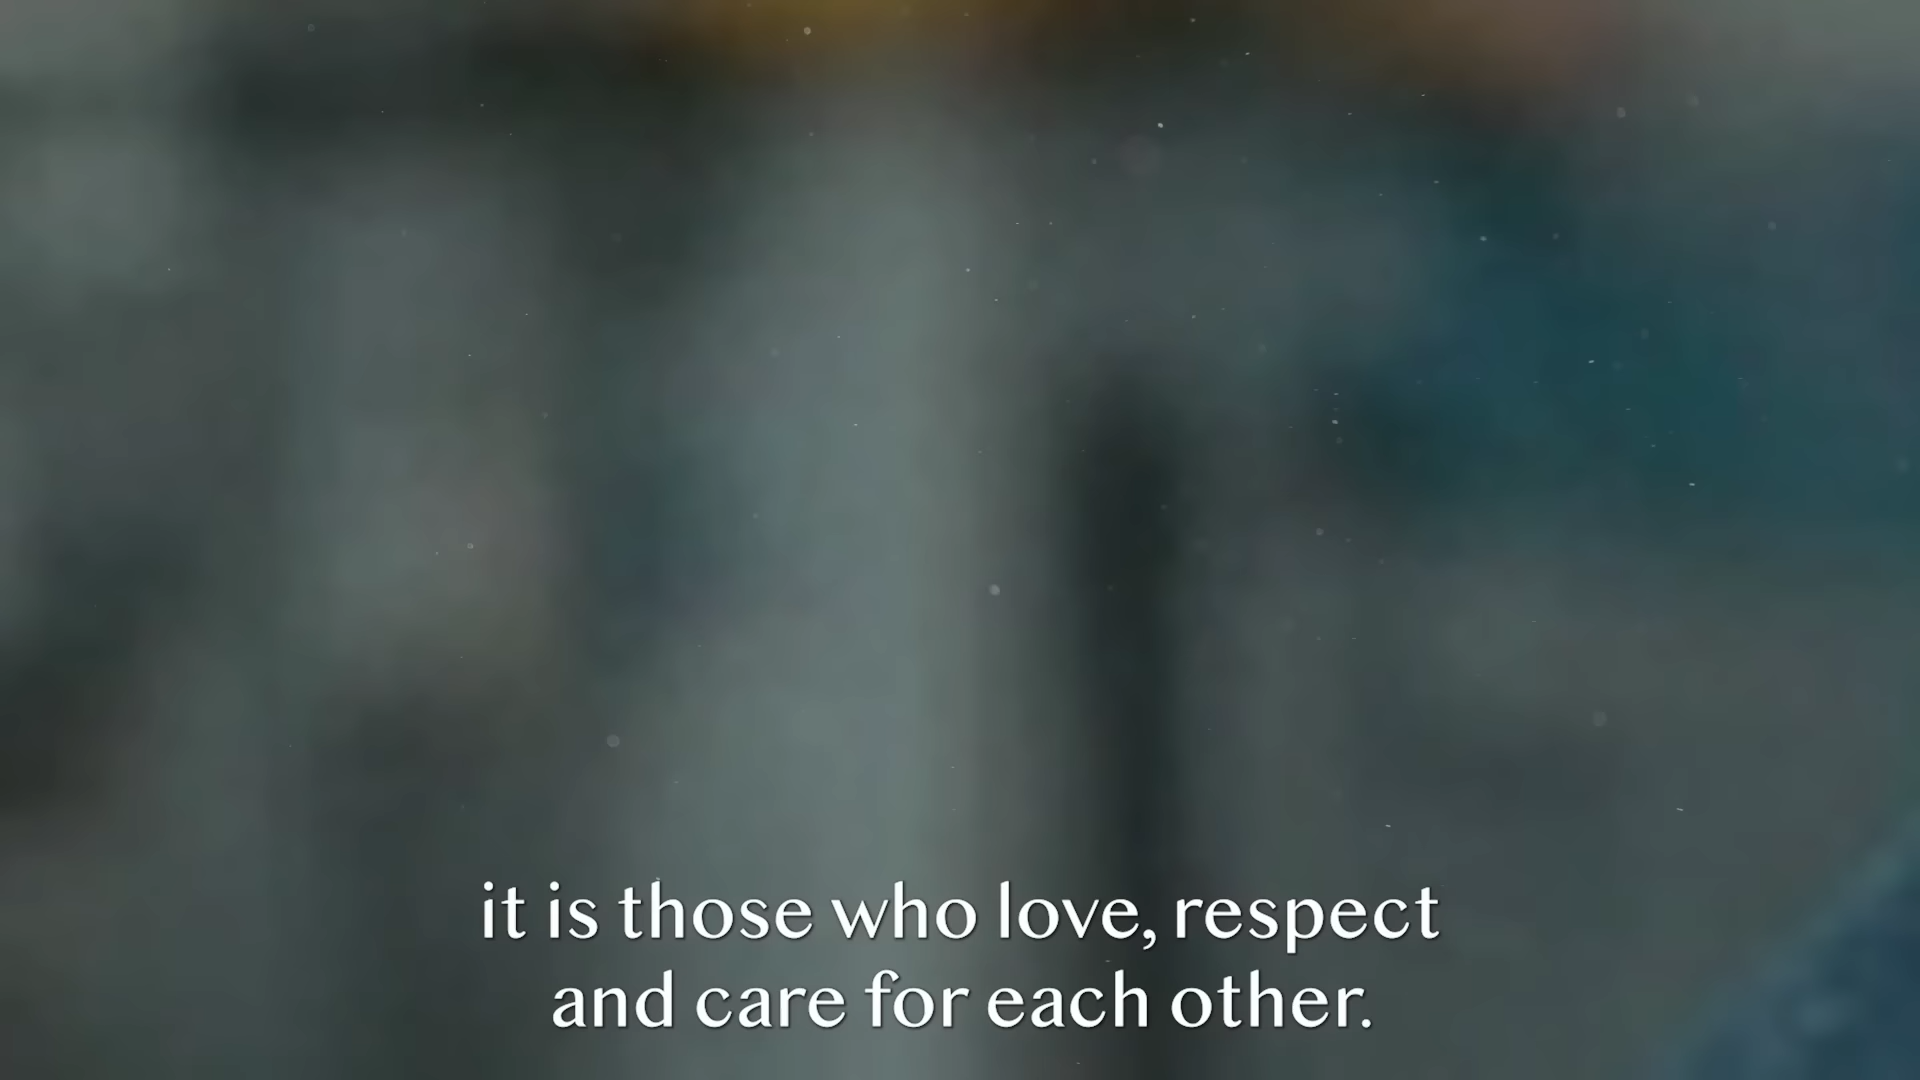 it is those who love, respect
and care for each other.